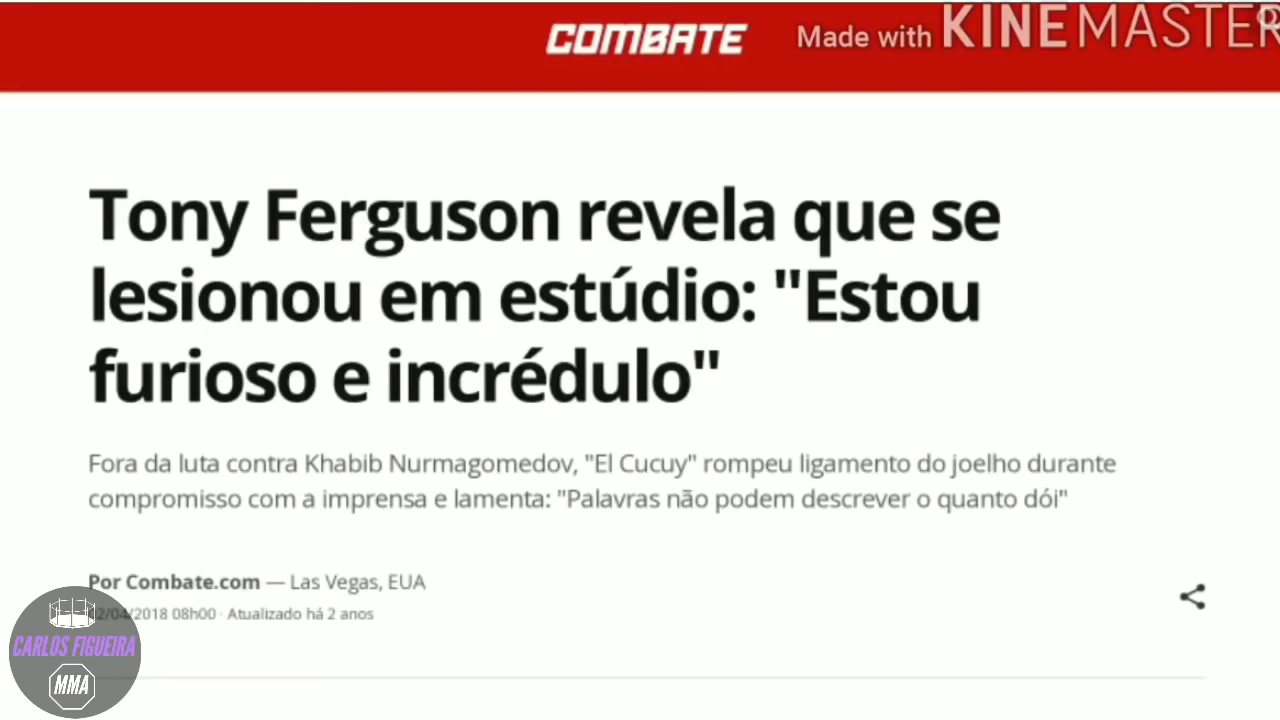 COMBATE
Made with KINEMASTER
Tony Ferguson revela que se
lesionou em estúdio: "Estou
furioso e incrédulo"
Fora da luta contra Khabib Nurmagomedov, "El Cucuy" rompeu ligamento do joelho durante
compromisso com a imprensa e lamenta: "Palavras não podem descrever o quanto dói"
Por Combate.com — Las Vegas, EUA
02/04/2018 08h00 · Atualizado há 2 anos
CARLOS FIGUEIRA
MMA